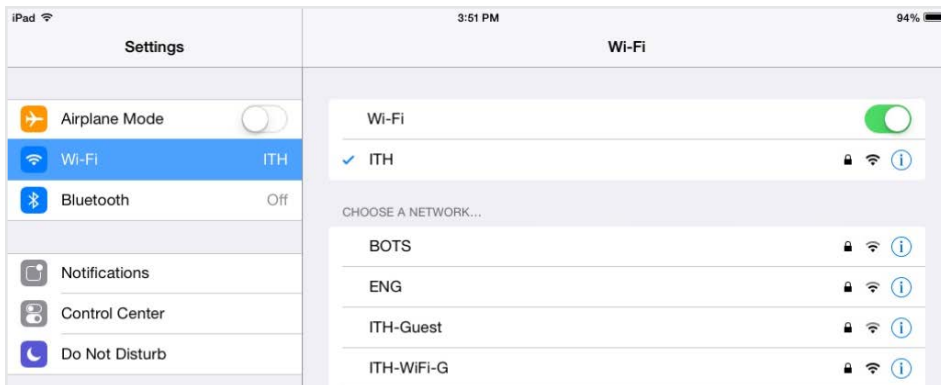 iPad 3:51 PM 94%
Settings
Wi-Fi
Airplane Mode
Wi-Fi ITH
Bluetooth Off
Notifications
Control Center
Do Not Disturb
Wi-Fi
ITH
CHOOSE A NETWORK...
BOTS
ENG
ITH-Guest
ITH-WiFi-G